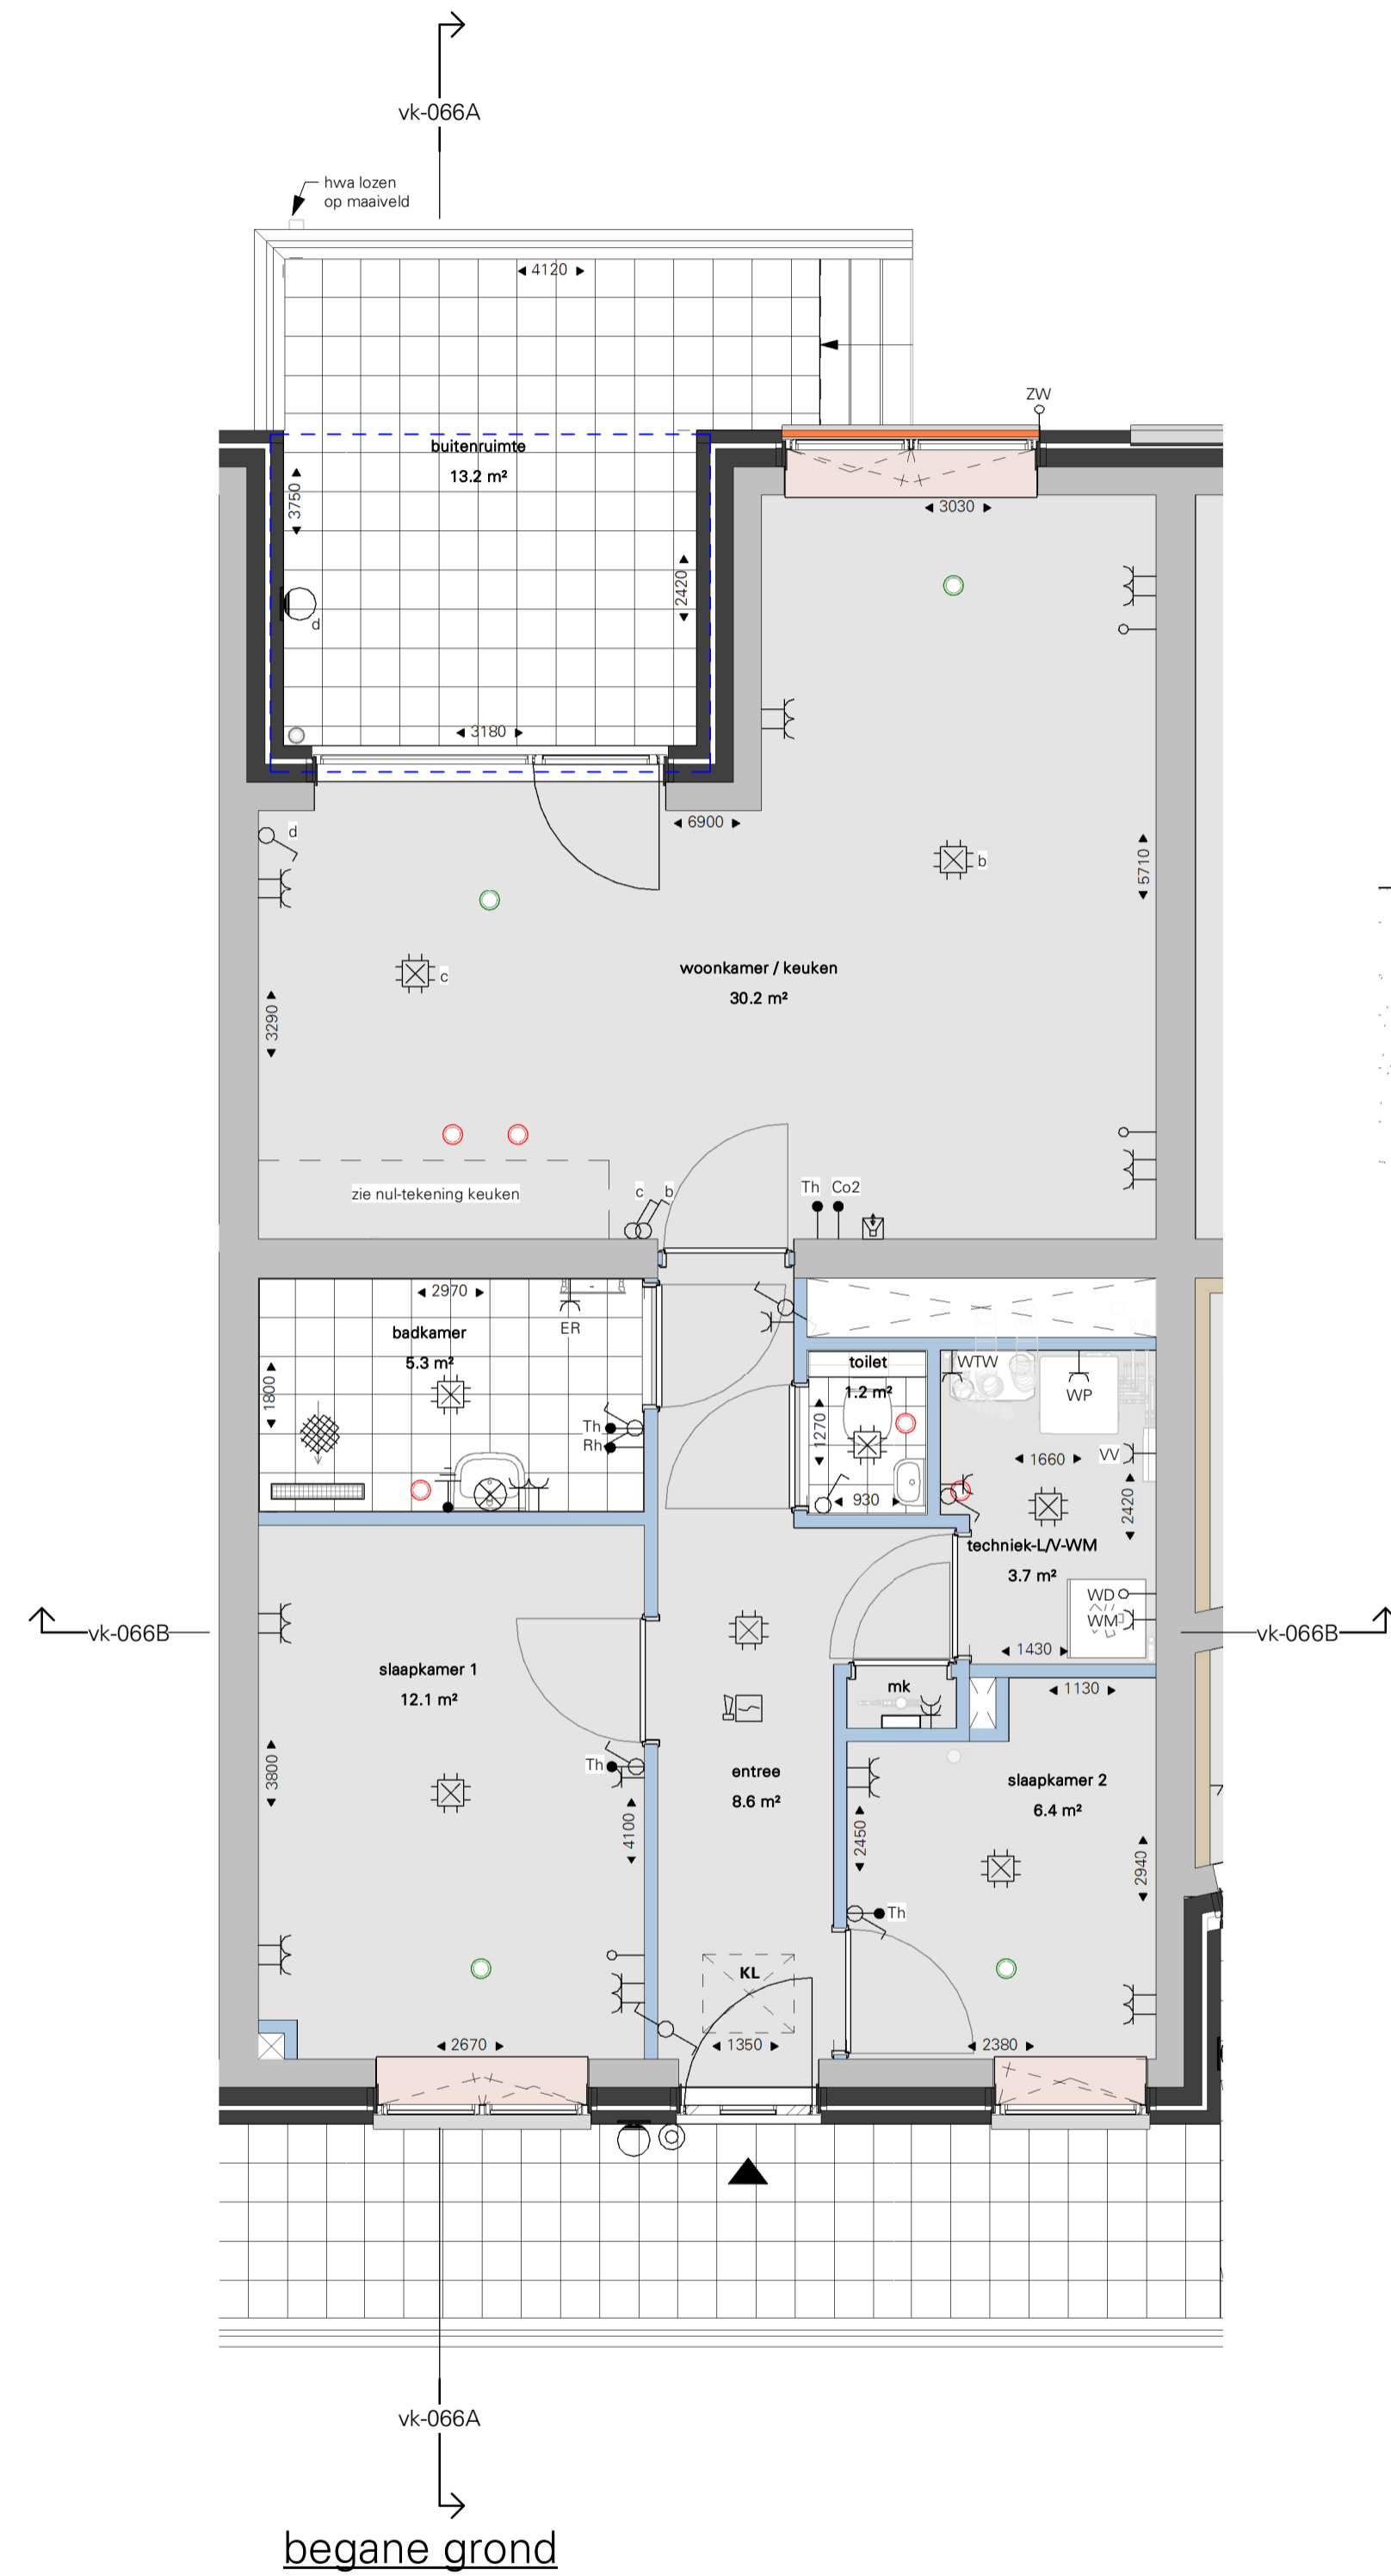 vk-066A
hwa lozen
op maaiveld
4120
ZW
buitenruimte
13.2 m²
3750
3030
2420
d
3180
6900
d
b
5710
c
woonkamer / keuken
30.2 m²
3290
zie nul-tekening keuken
c b
Th Co2
2970
ER
badkamer
5.3 m²
1800
Th
Rh
toilet
1.2 m²
1270
930
WTW
WP
VV
1660
2420
techniek-L/V-WM
3.7 m²
WD
WM
1430
vk-066B
vk-066B
slaapkamer 1
12.1 m²
mk
1130
3800
Th
4100
entree
8.6 m²
slaapkamer 2
6.4 m²
2450
2940
Th
KL
2670
1350
2380
vk-066A
begane grond